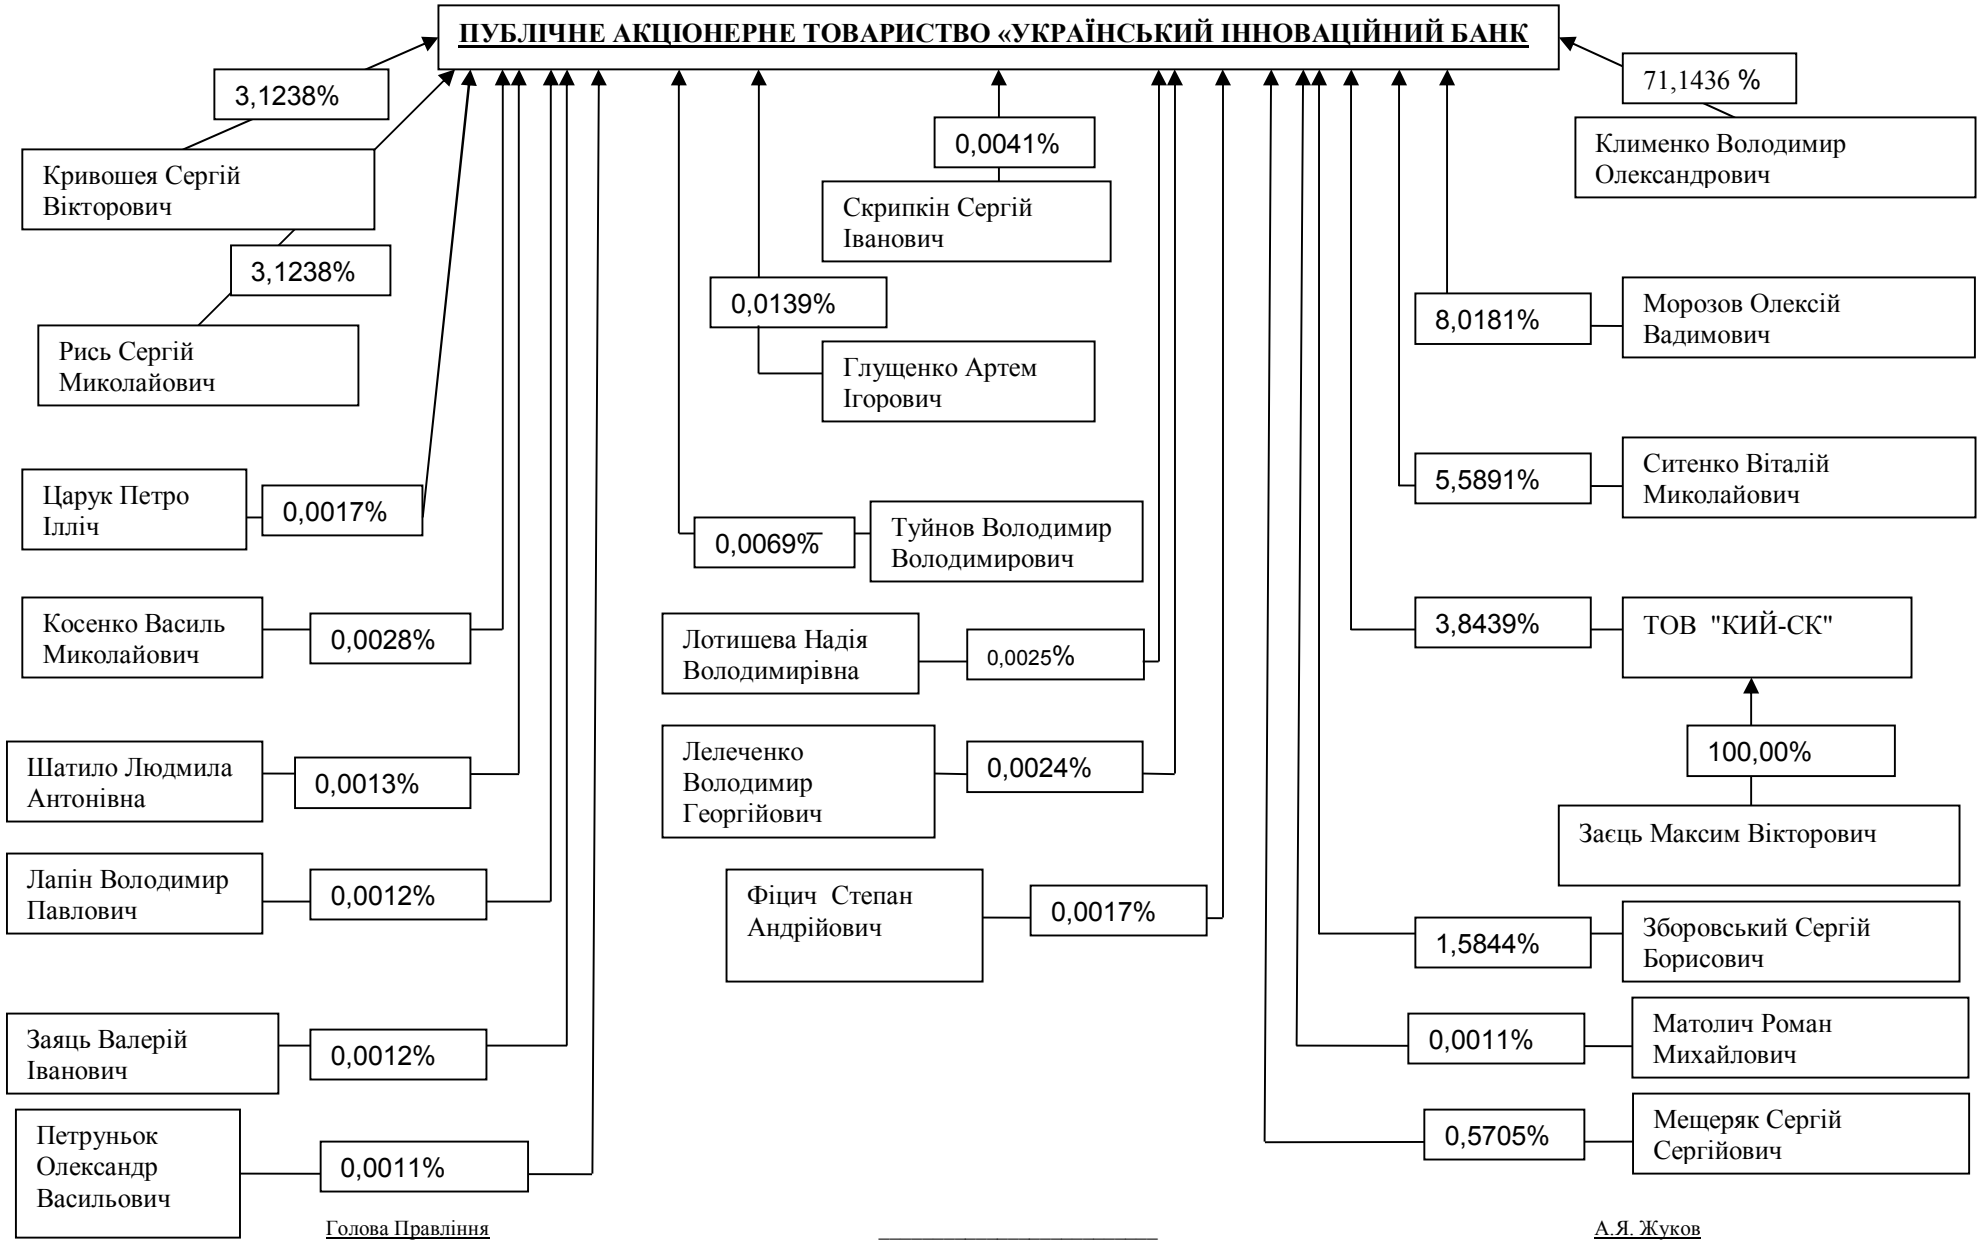 ПУБЛІЧНЕ АКЦІОНЕРНЕ ТОВАРИСТВО «УКРАЇНСЬКИЙ ІННОВАЦІЙНИЙ БАНК
3,1238%
Кривошея Сергій
Вікторович
3,1238%
Рись Сергій
Миколайович
Царук Петро
Ілліч
0,0017%
Косенко Василь
Миколайович
0,0028%
Шатило Людмила
Антонівна
0,0013%
Лапін Володимир
Павлович
0,0012%
Заяць Валерій
Іванович
0,0012%
Петруньок
Олександр
Васильович
0,0011%
0,0041%
Скрипкін Сергій
Іванович
0,0139%
Глущенко Артем
Ігорович
0,0069%
Туйнов Володимир
Володимирович
Лотишева Надія
Володимирівна
0,0025%
Лелеченко
Володимир
Георгійович
0,0024%
Фіцич Степан
Андрійович
0,0017%
71,1436 %
Клименко Володимир
Олександрович
8,0181%
Морозов Олексій
Вадимович
5,5891%
Ситенко Віталій
Миколайович
3,8439%
ТОВ "КИЙ-СК"
100,00%
Заєць Максим Вікторович
1,5844%
Зборовський Сергій
Борисович
0,0011%
Матолич Роман
Михайлович
0,5705%
Мещеряк Сергій
Сергійович
Голова Правління
А.Я. Жуков